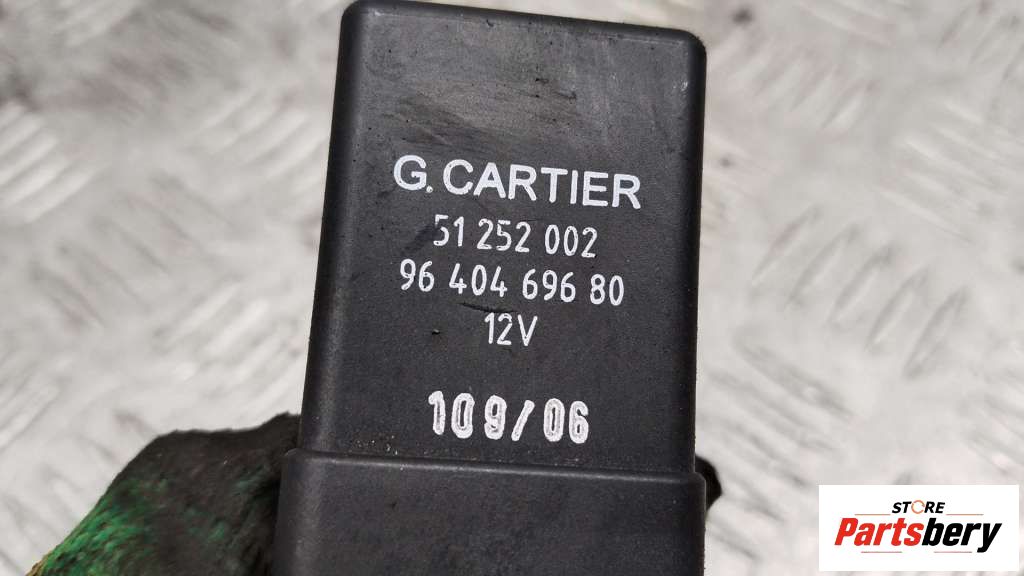 G. CARTIER
51 252 002
96 404 696 80
12V
109/06
STORE
Partsbery